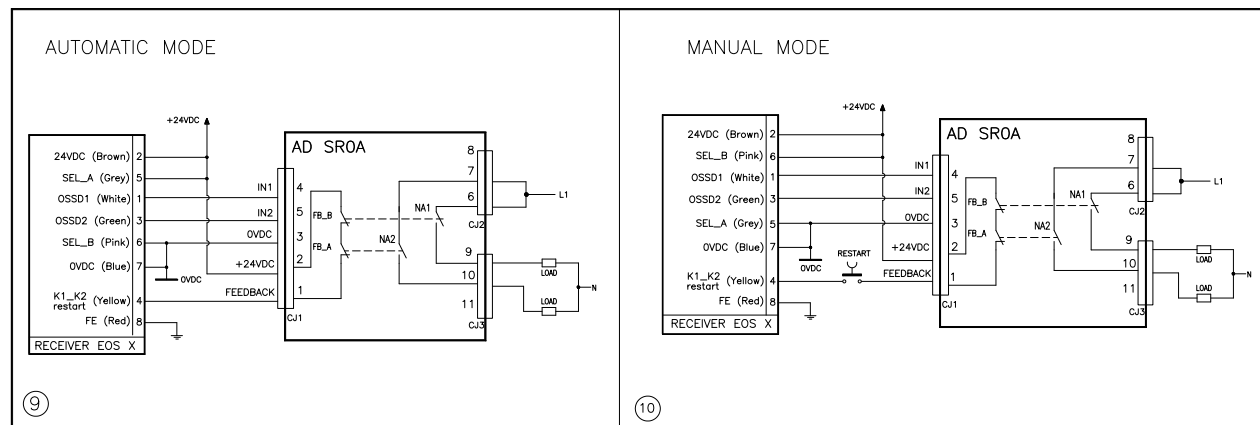 AUTOMATIC MODE
+24VDC
24VDC (Brown) 2
SEL_A (Grey) 5
OSSD1 (White) 1
OSSD2 (Green) 3
SEL_B (Pink) 6
0VDC (Blue) 7
K1_K2 restart (Yellow) 4
FE (Red) 8
RECEIVER EOS X
0VDC
IN1
IN2
0VDC
+24VDC
FEEDBACK
4
5
3
2
1
CJ1
AD SR0A
FB_B
FB_A
NA1
NA2
8
7
6
CJ2
9
10
11
CJ3
L1
LOAD
LOAD
N
9
MANUAL MODE
+24VDC
24VDC (Brown) 2
SEL_B (Pink) 6
OSSD1 (White) 1
OSSD2 (Green) 3
SEL_A (Grey) 5
0VDC (Blue) 7
K1_K2 restart (Yellow) 4
FE (Red) 8
RECEIVER EOS X
0VDC
RESTART
IN1
IN2
0VDC
+24VDC
FEEDBACK
4
5
3
2
1
CJ1
AD SR0A
FB_B
FB_A
NA1
NA2
8
7
6
CJ2
9
10
11
CJ3
L1
LOAD
LOAD
N
10